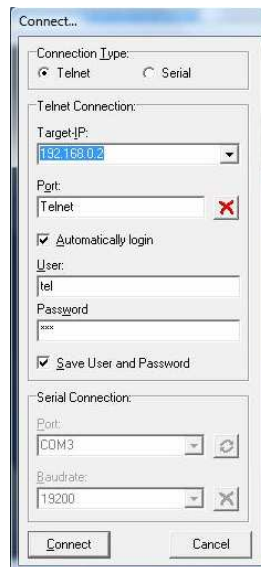 Connect...
Connection Type:
Telnet Serial
Telnet Connection:
Target-IP:
192.168.0.2
Port:
Telnet
Automatically login
User:
tel
Password
***
Save User and Password
Serial Connection:
Port:
COM3
Baudrate:
19200
Connect Cancel